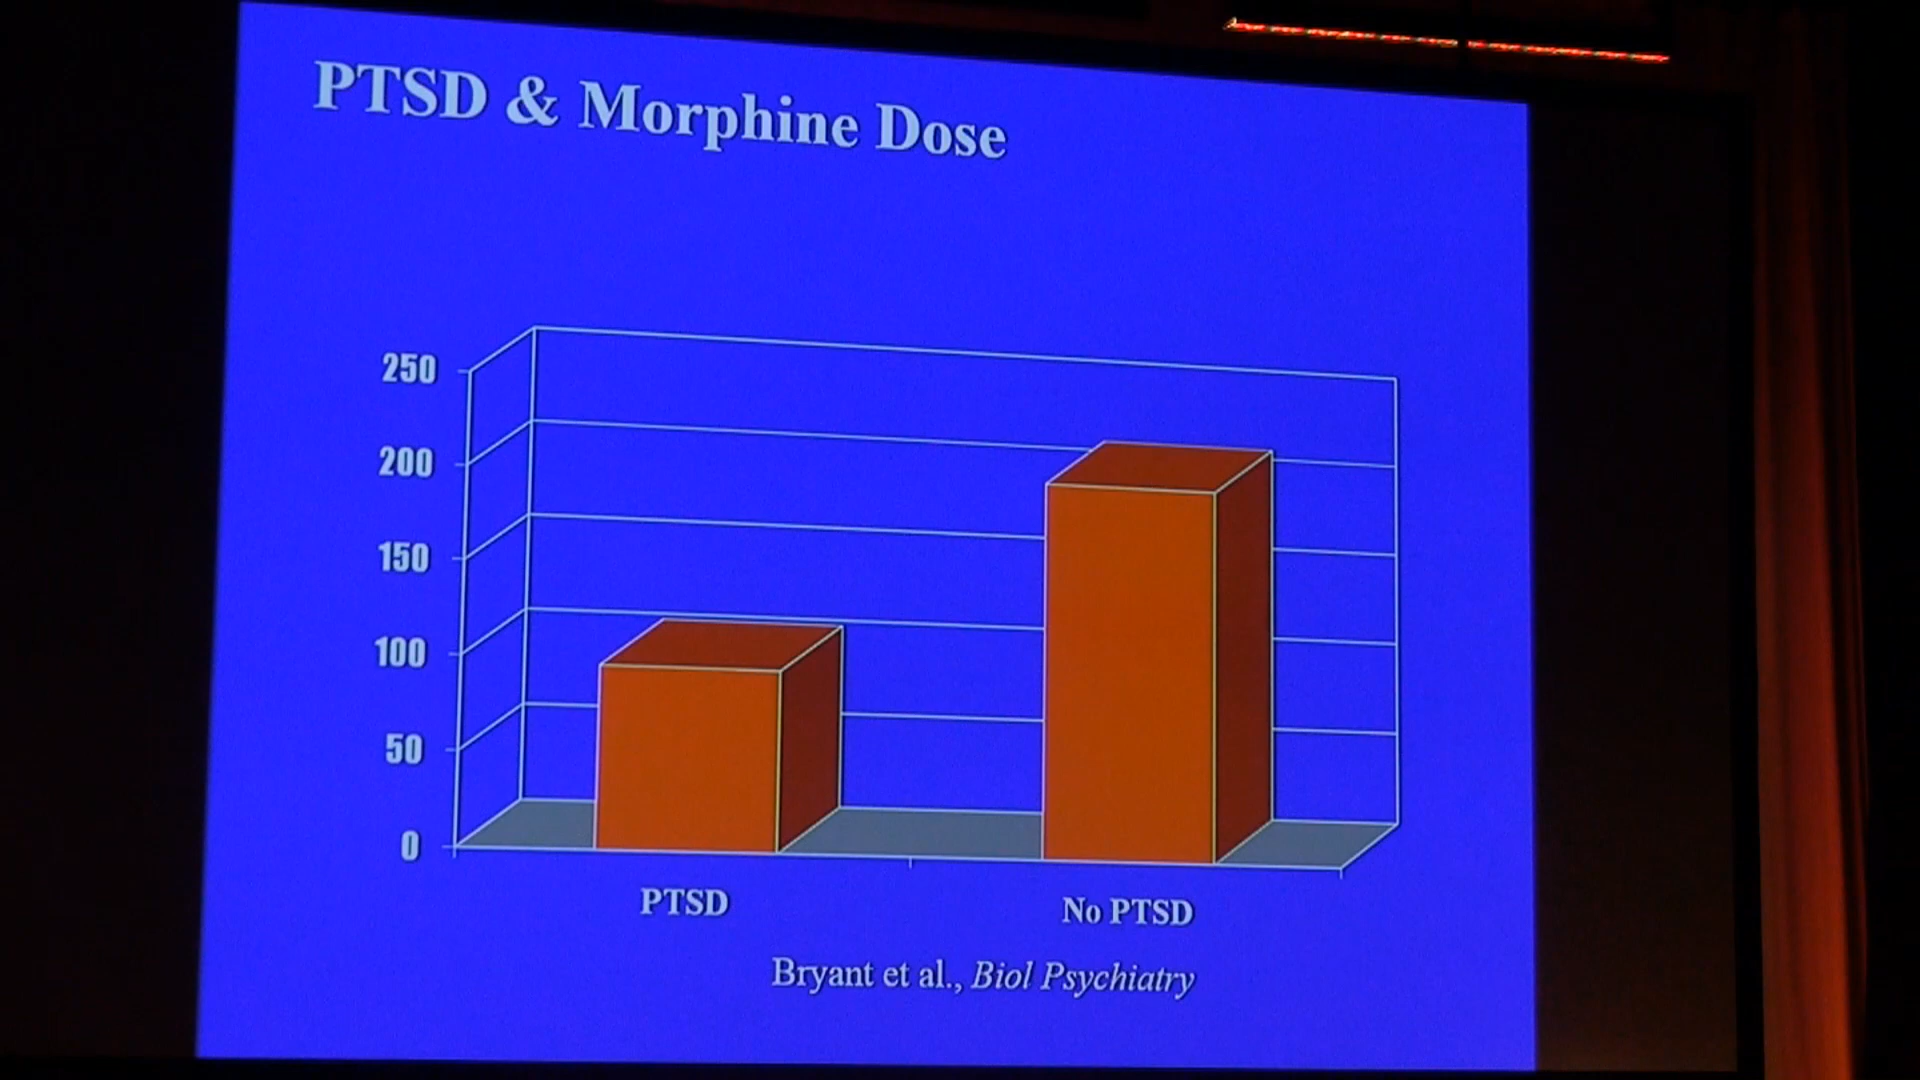 PTSD & Morphine Dose
250
200
150
100
50
0
PTSD
No PTSD
Bryant et al., Biol Psychiatry